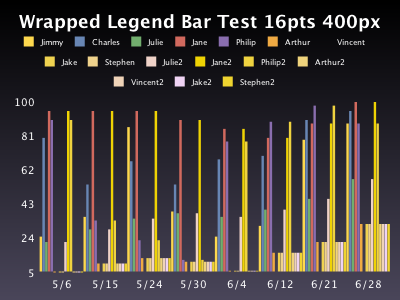 Wrapped Legend Bar Test 16pts 400px
Jimmy Charles Julie Jane Philip Arthur Vincent
Jake Stephen Julie2 Jane2 Philip2 Arthur2
Vincent2 Jake2 Stephen2
100
81
62
43
24
5
5/6 5/15 5/24 5/30 6/4 6/12 6/21 6/28